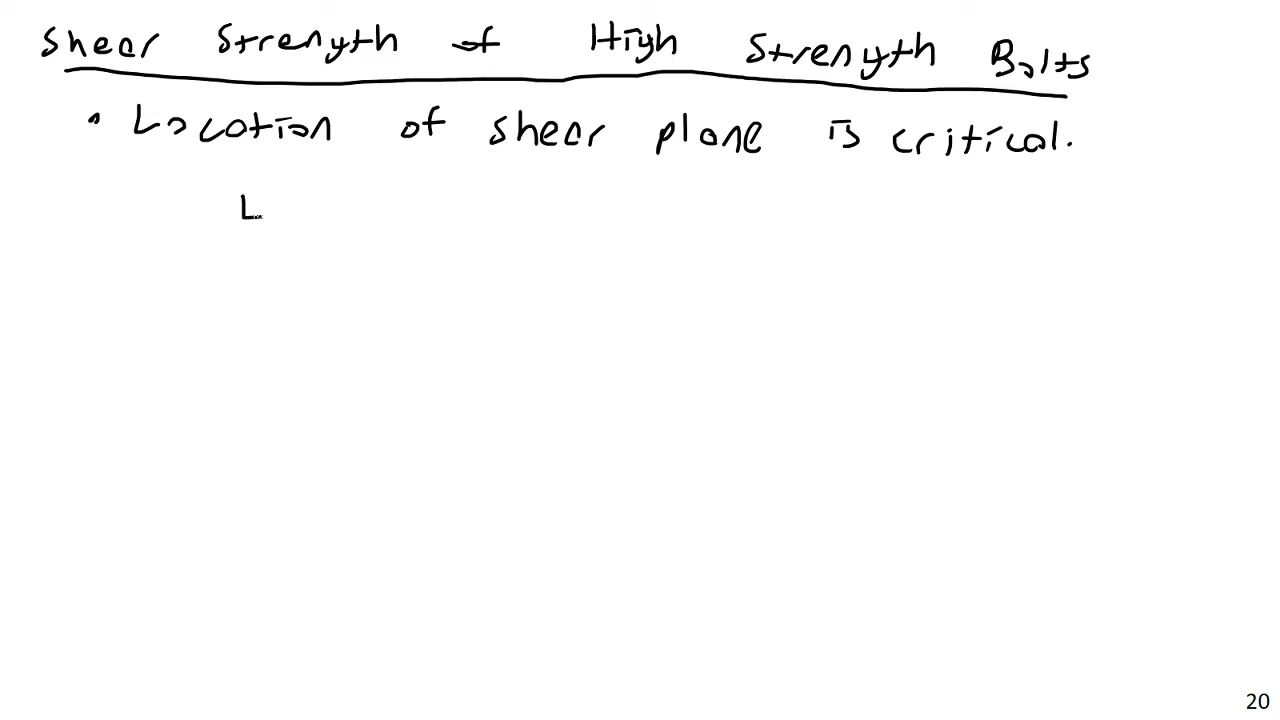 Shear Strength of High Strength Bolts
• Location of shear plane is critical.
L
20